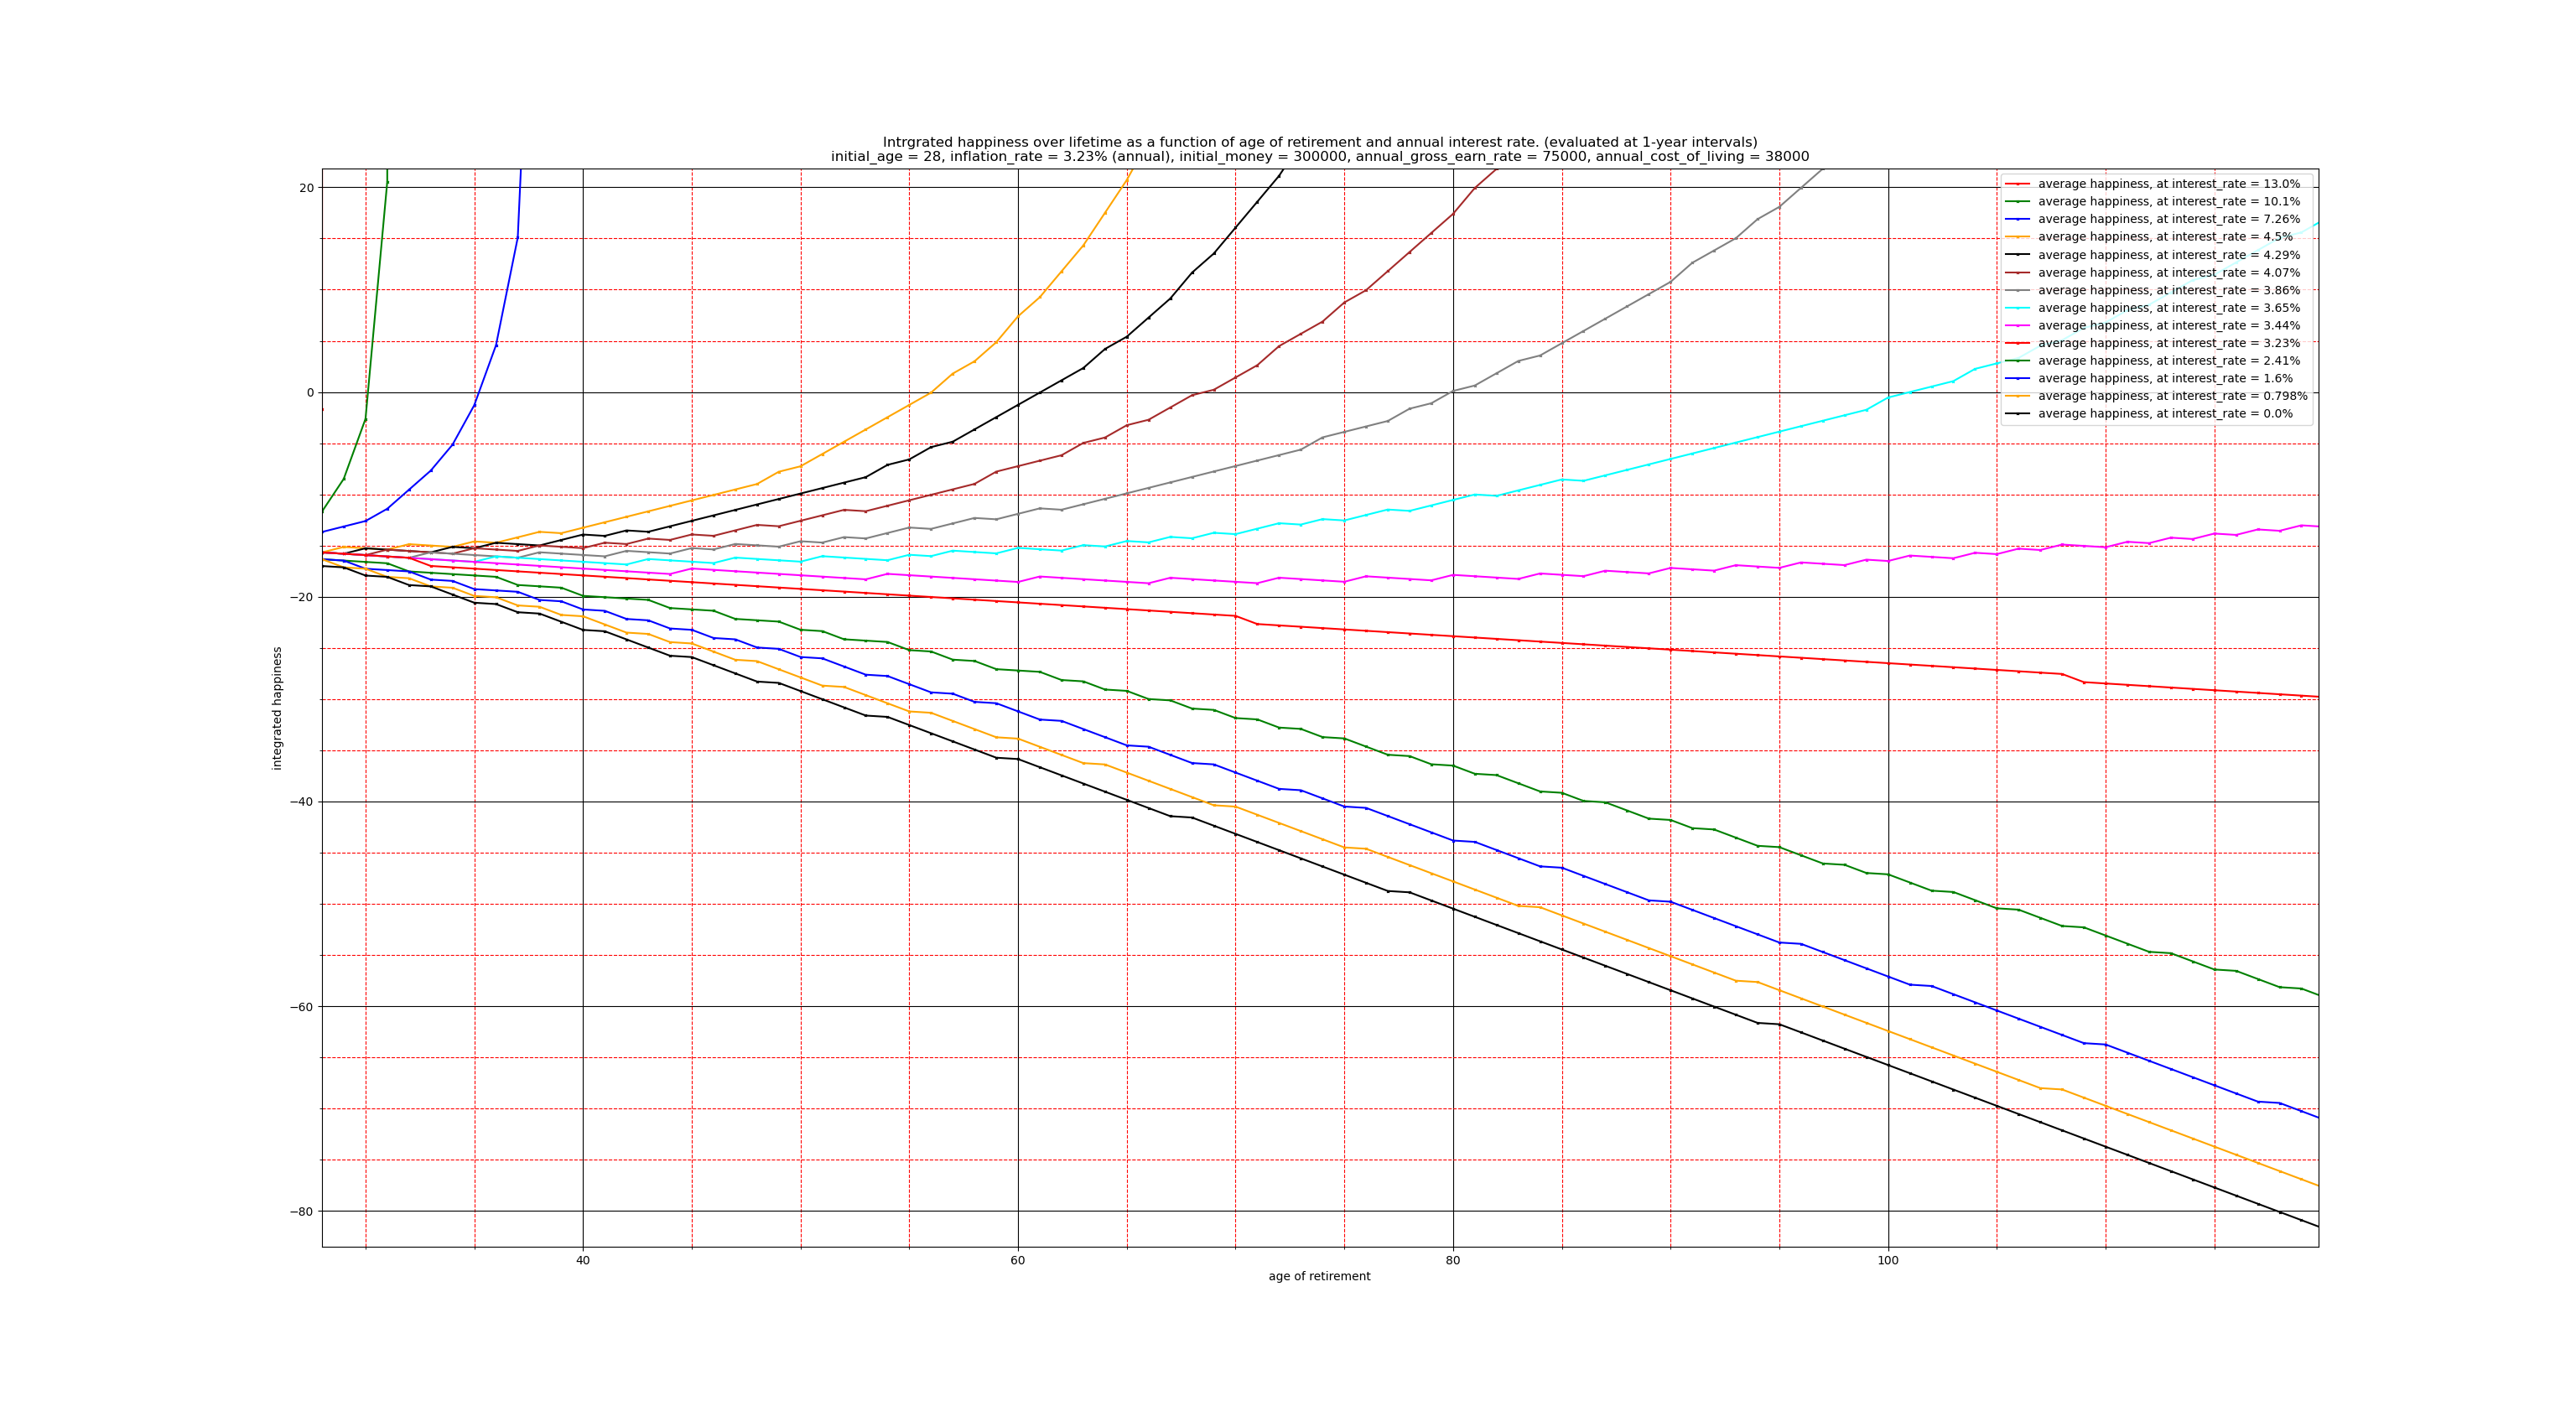 Intrgrated happiness over lifetime as a function of age of retirement and annual interest rate. (evaluated at 1-year intervals)
initial_age = 28, inflation_rate = 3.23% (annual), initial_money = 300000, annual_gross_earn_rate = 75000, annual_cost_of_living = 38000
average happiness, at interest_rate = 13.0%
average happiness, at interest_rate = 10.1%
average happiness, at interest_rate = 7.26%
average happiness, at interest_rate = 4.5%
average happiness, at interest_rate = 4.29%
average happiness, at interest_rate = 4.07%
average happiness, at interest_rate = 3.86%
average happiness, at interest_rate = 3.65%
average happiness, at interest_rate = 3.44%
average happiness, at interest_rate = 3.23%
average happiness, at interest_rate = 2.41%
average happiness, at interest_rate = 1.6%
average happiness, at interest_rate = 0.798%
average happiness, at interest_rate = 0.0%
integrated happiness
20
0
−20
−40
−60
−80
40 60 80 100
age of retirement